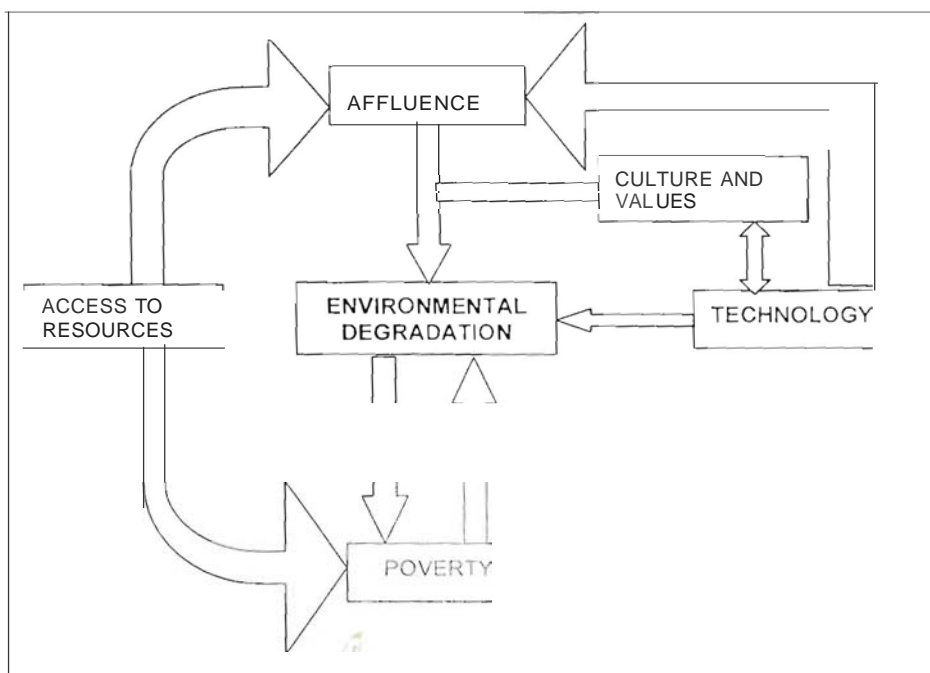 AFFLUENCE
CULTURE AND
VALUES
ACCESS TO
RESOURCES
ENVIRONMENTAL
DEGRADATION
TECHNOLOGY
POVERTY